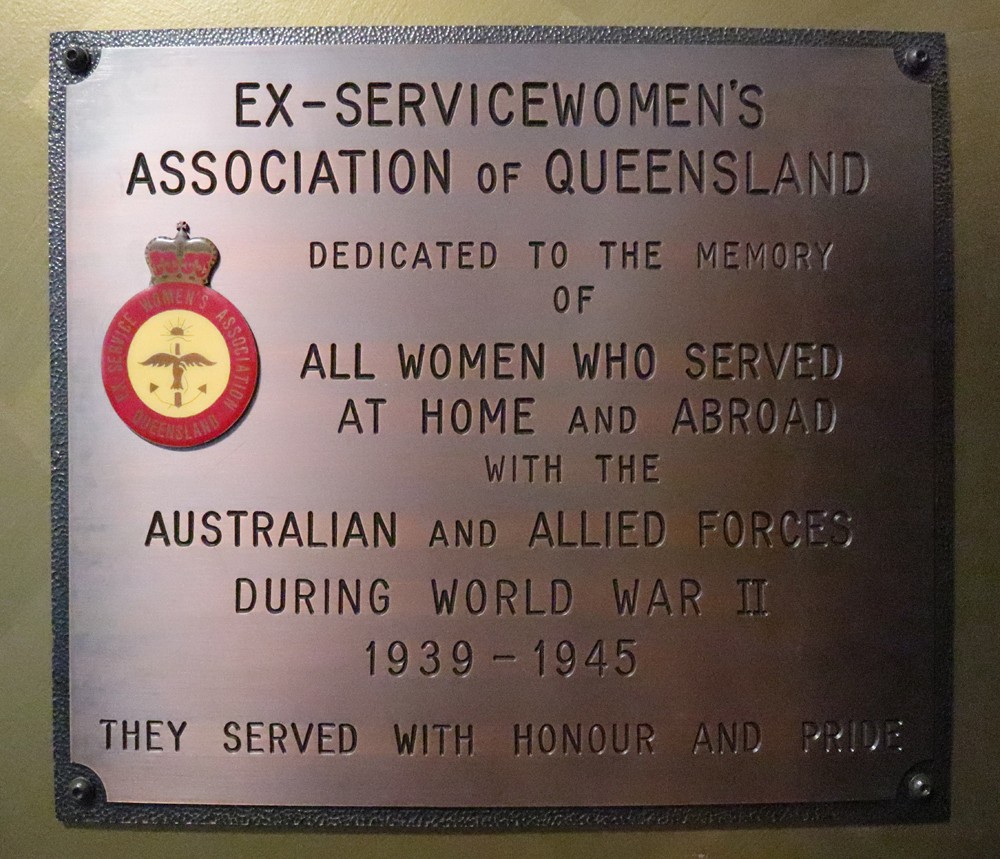 EX-SERVICEWOMEN'S
ASSOCIATION OF QUEENSLAND
DEDICATED TO THE MEMORY
OF
EX SERVICE WOMEN'S ASSOCIATION
QUEENSLAND
ALL WOMEN WHO SERVED
AT HOME AND ABROAD
WITH THE
AUSTRALIAN AND ALLIED FORCES
DURING WORLD WAR II
1939-1945
THEY SERVED WITH HONOUR AND PRIDE